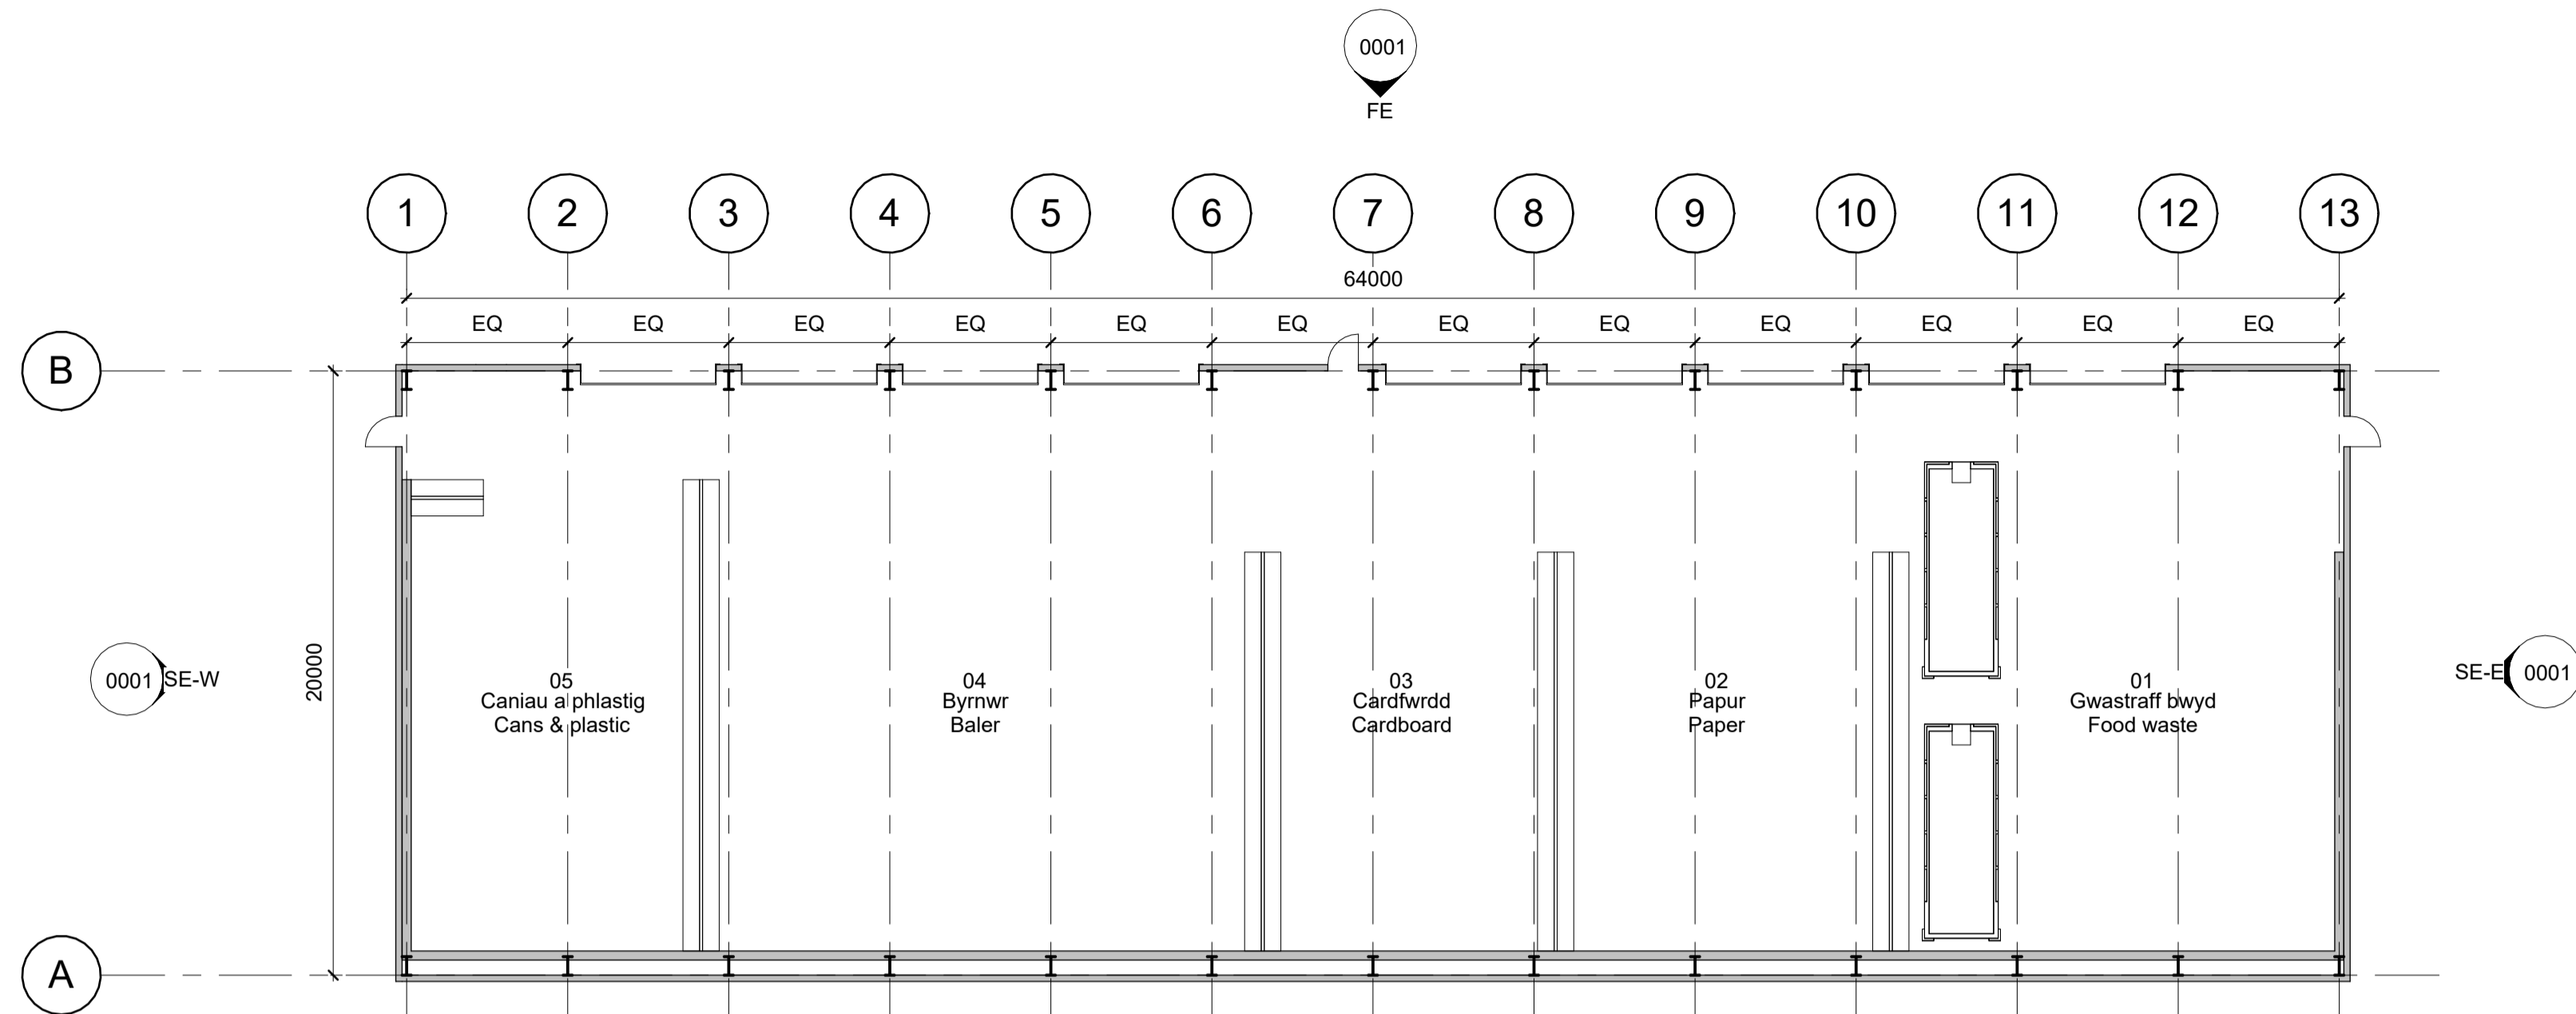 0001
FE
1 2 3 4 5 6 7 8 9 10 11 12 13
64000
EQ EQ EQ EQ EQ EQ EQ EQ EQ EQ EQ EQ
B
20000
0001 SE-W
05
Caniau a phlastig
Cans & plastic
04
Byrnwr
Baler
03
Cardfwrdd
Cardboard
02
Papur
Paper
01
Gwastraff bwyd
Food waste
SE-E 0001
A